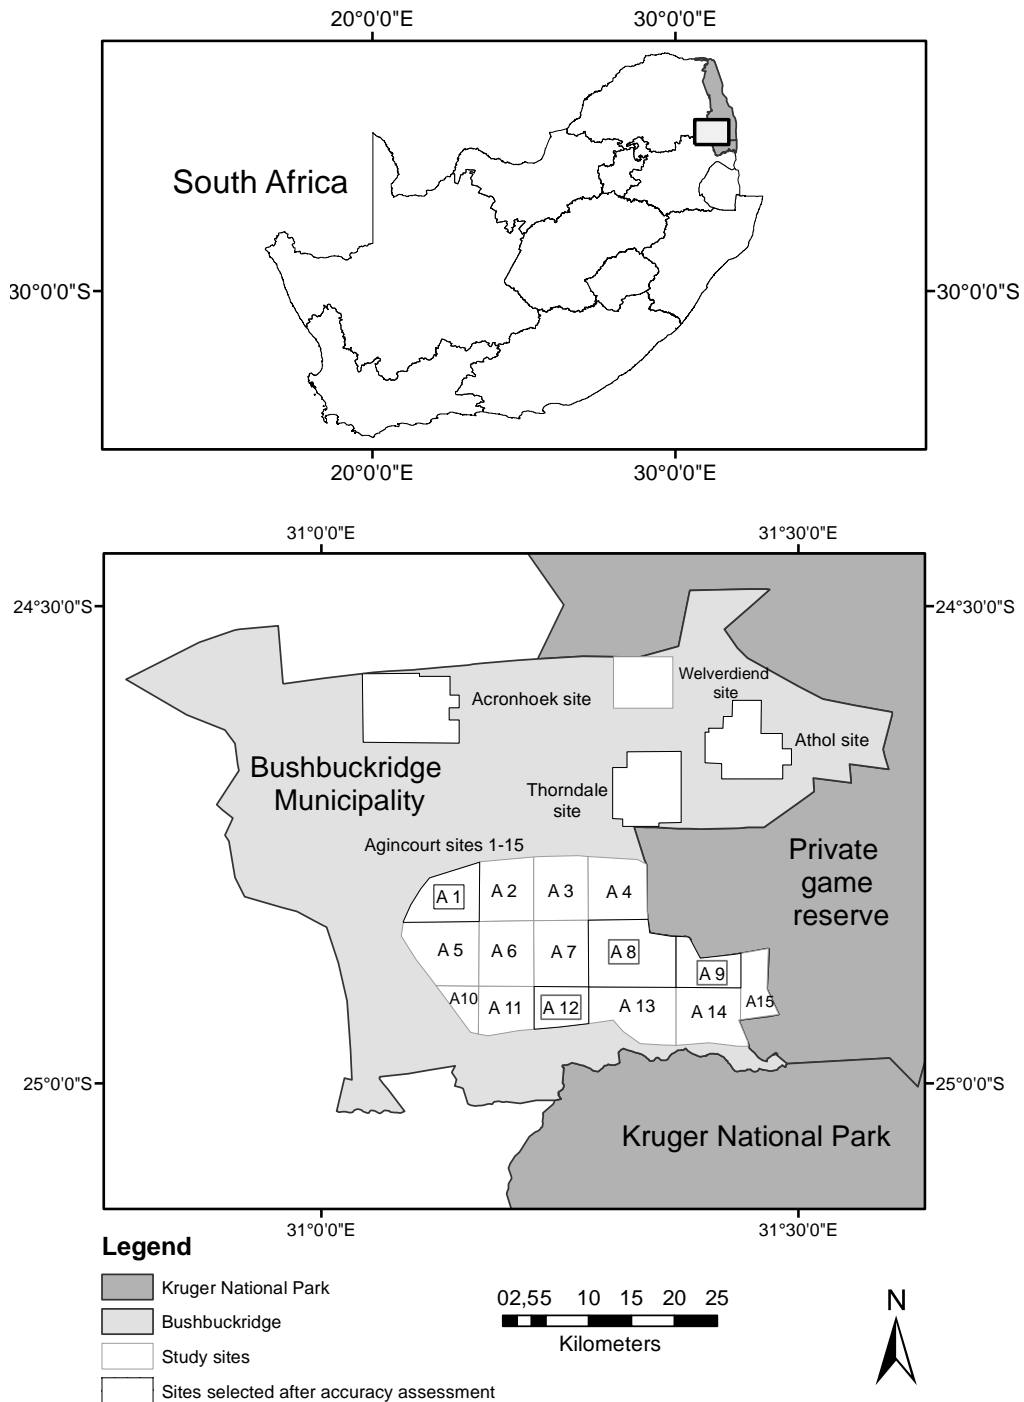 20°0'0"E 30°0'0"E
South Africa
30°0'0"S 30°0'0"S
20°0'0"E 30°0'0"E
31°0'0"E 31°30'0"E
24°30'0"S 24°30'0"S
Welverdiend
site
Acronhoek site
Athol site
Bushbuckridge
Municipality
Thorndale
site
Agincourt sites 1-15
Private
game
reserve
A 1 A 2 A 3 A 4
A 5 A 6 A 7 A 8
A 9
A10 A 11 A 12 A 13 A 14 A15
25°0'0"S 25°0'0"S
Kruger National Park
31°0'0"E 31°30'0"E
Legend
Kruger National Park
Bushbuckridge
Study sites
Sites selected after accuracy assessment
02,55 10 15 20 25
Kilometers
N